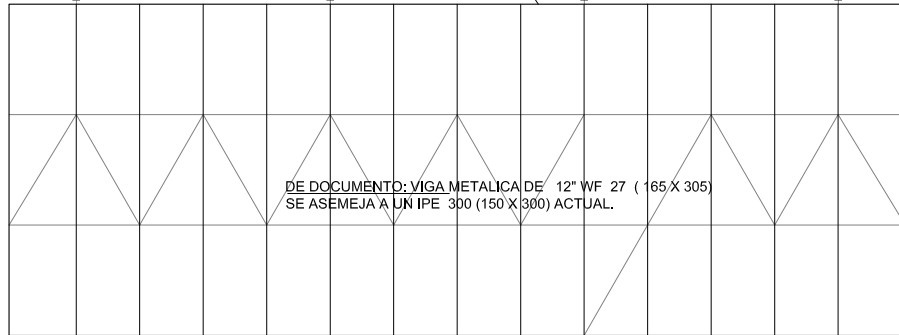 DE DOCUMENTO: VIGA METALICA DE 12" WF 27 ( 165 X 305)
SE ASEMEJA A UN IPE 300 (150 X 300) ACTUAL.